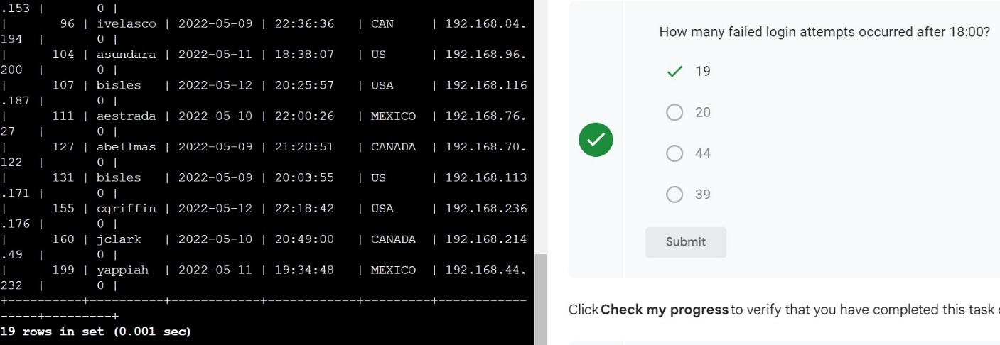 .153 |        0 |
|       96 | ivelasco | 2022-05-09 | 22:36:36   | CAN     | 192.168.84.
194  |        0 |
|      104 | asundara | 2022-05-11 | 18:38:07   | US      | 192.168.96.
200  |        0 |
|      107 | bisles   | 2022-05-12 | 20:25:57   | USA     | 192.168.116
.187 |        0 |
|      111 | aestrada | 2022-05-10 | 22:00:26   | MEXICO  | 192.168.76.
27   |        0 |
|      127 | abellmas | 2022-05-09 | 21:20:51   | CANADA  | 192.168.70.
122  |        0 |
|      131 | bisles   | 2022-05-09 | 20:03:55   | US      | 192.168.113
.171 |        0 |
|      155 | cgriffin | 2022-05-12 | 22:18:42   | USA     | 192.168.236
.176 |        0 |
|      160 | jclark   | 2022-05-10 | 20:49:00   | CANADA  | 192.168.214
.49  |        0 |
|      199 | yappiah  | 2022-05-11 | 19:34:48   | MEXICO  | 192.168.44.
232  |        0 |
+----------+----------+------------+------------+---------+------------
-----+---------+
19 rows in set (0.001 sec)
How many failed login attempts occurred after 18:00?
19
20
44
39
Submit
Click Check my progress to verify that you have completed this task